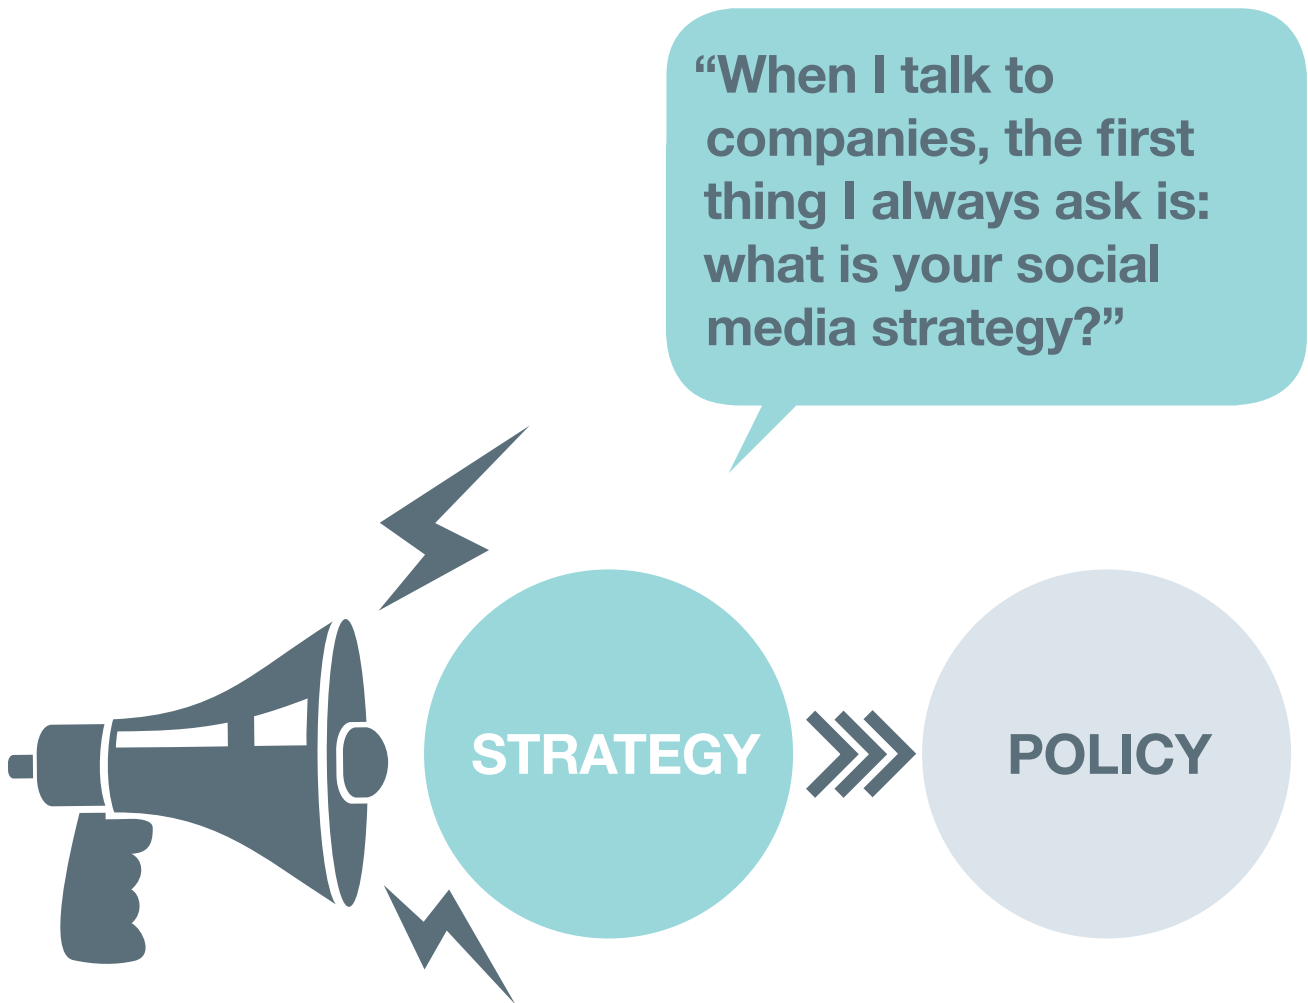 “When I talk to
companies, the first
thing I always ask is:
what is your social
media strategy?”
STRATEGY
POLICY